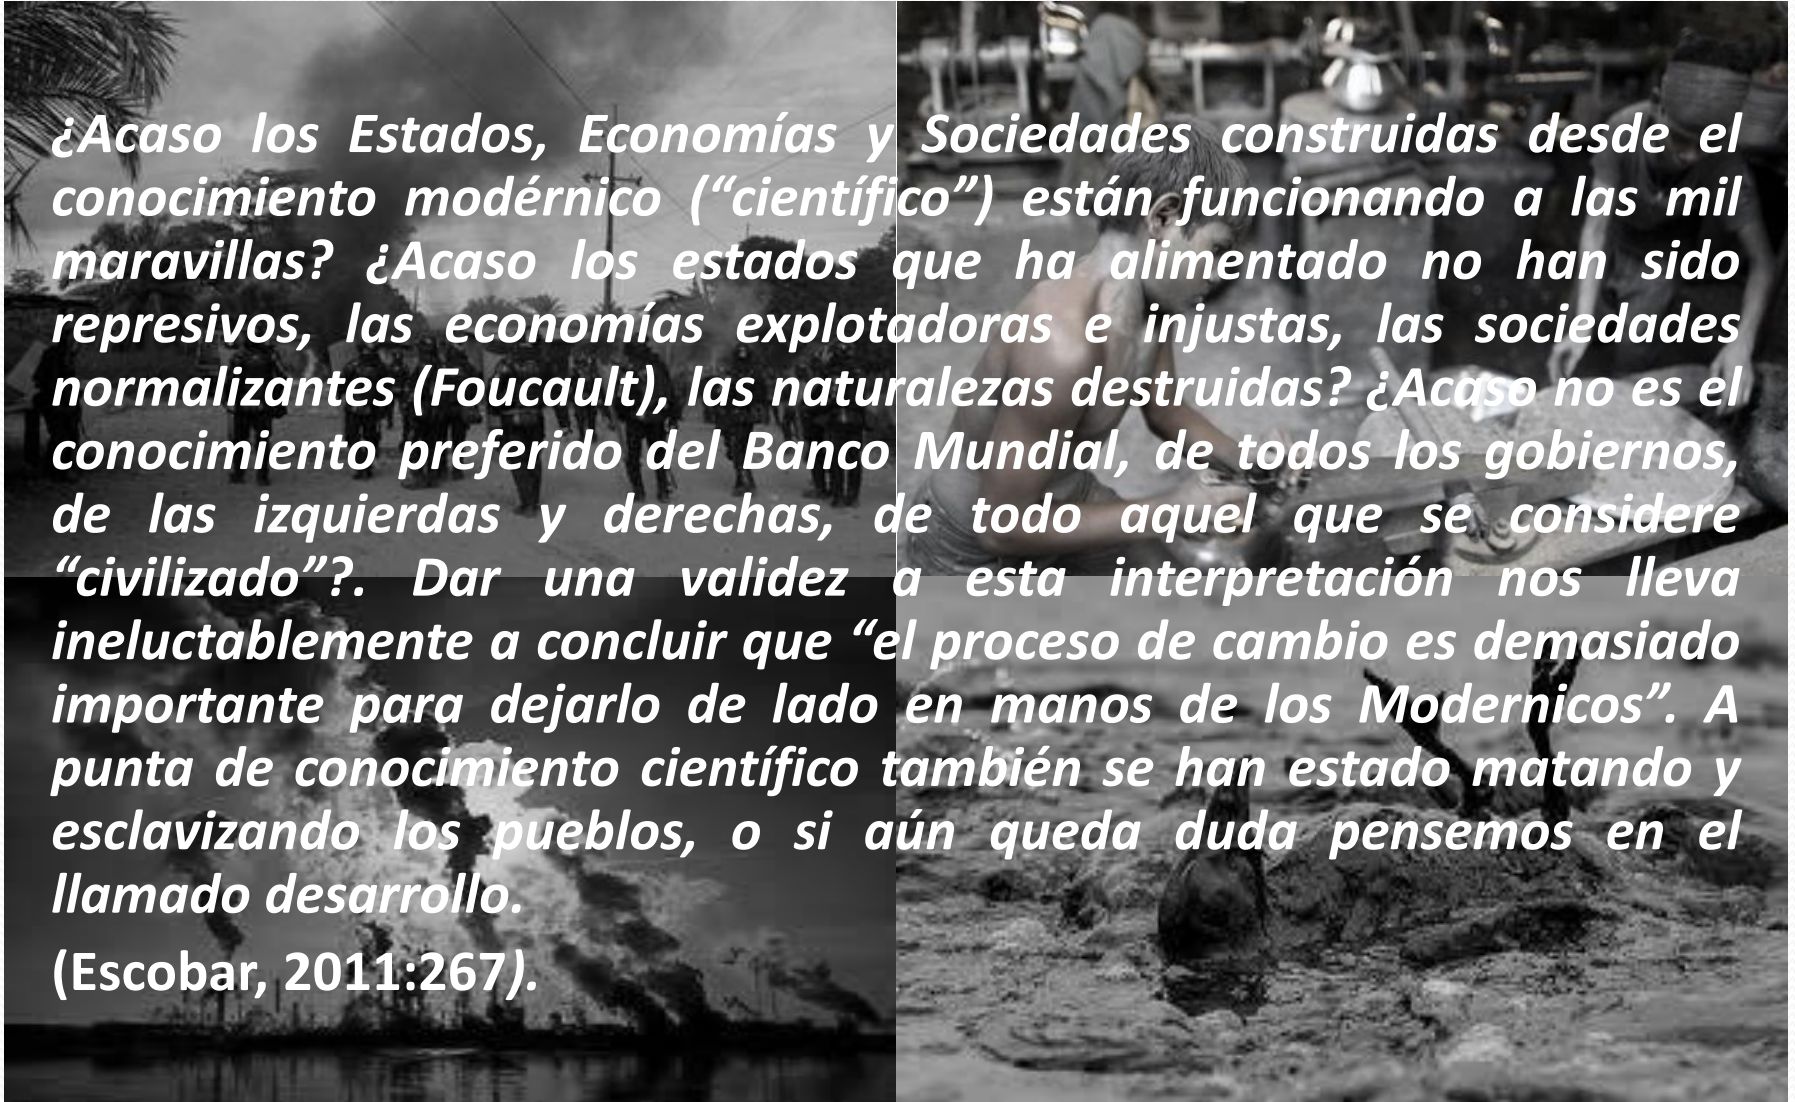 ¿Acaso los Estados, Economías y Sociedades construidas desde el
conocimiento modérnico (“científico”) están funcionando a las mil
maravillas? ¿Acaso los estados que ha alimentado no han sido
represivos, las economías explotadoras e injustas, las sociedades
normalizantes (Foucault), las naturalezas destruidas? ¿Acaso no es el
conocimiento preferido del Banco Mundial, de todos los gobiernos,
de las izquierdas y derechas, de todo aquel que se considere
“civilizado”?. Dar una validez a esta interpretación nos lleva
ineluctablemente a concluir que “el proceso de cambio es demasiado
importante para dejarlo de lado en manos de los Modernicos”. A
punta de conocimiento científico también se han estado matando y
esclavizando los pueblos, o si aún queda duda pensemos en el
llamado desarrollo.
(Escobar, 2011:267).